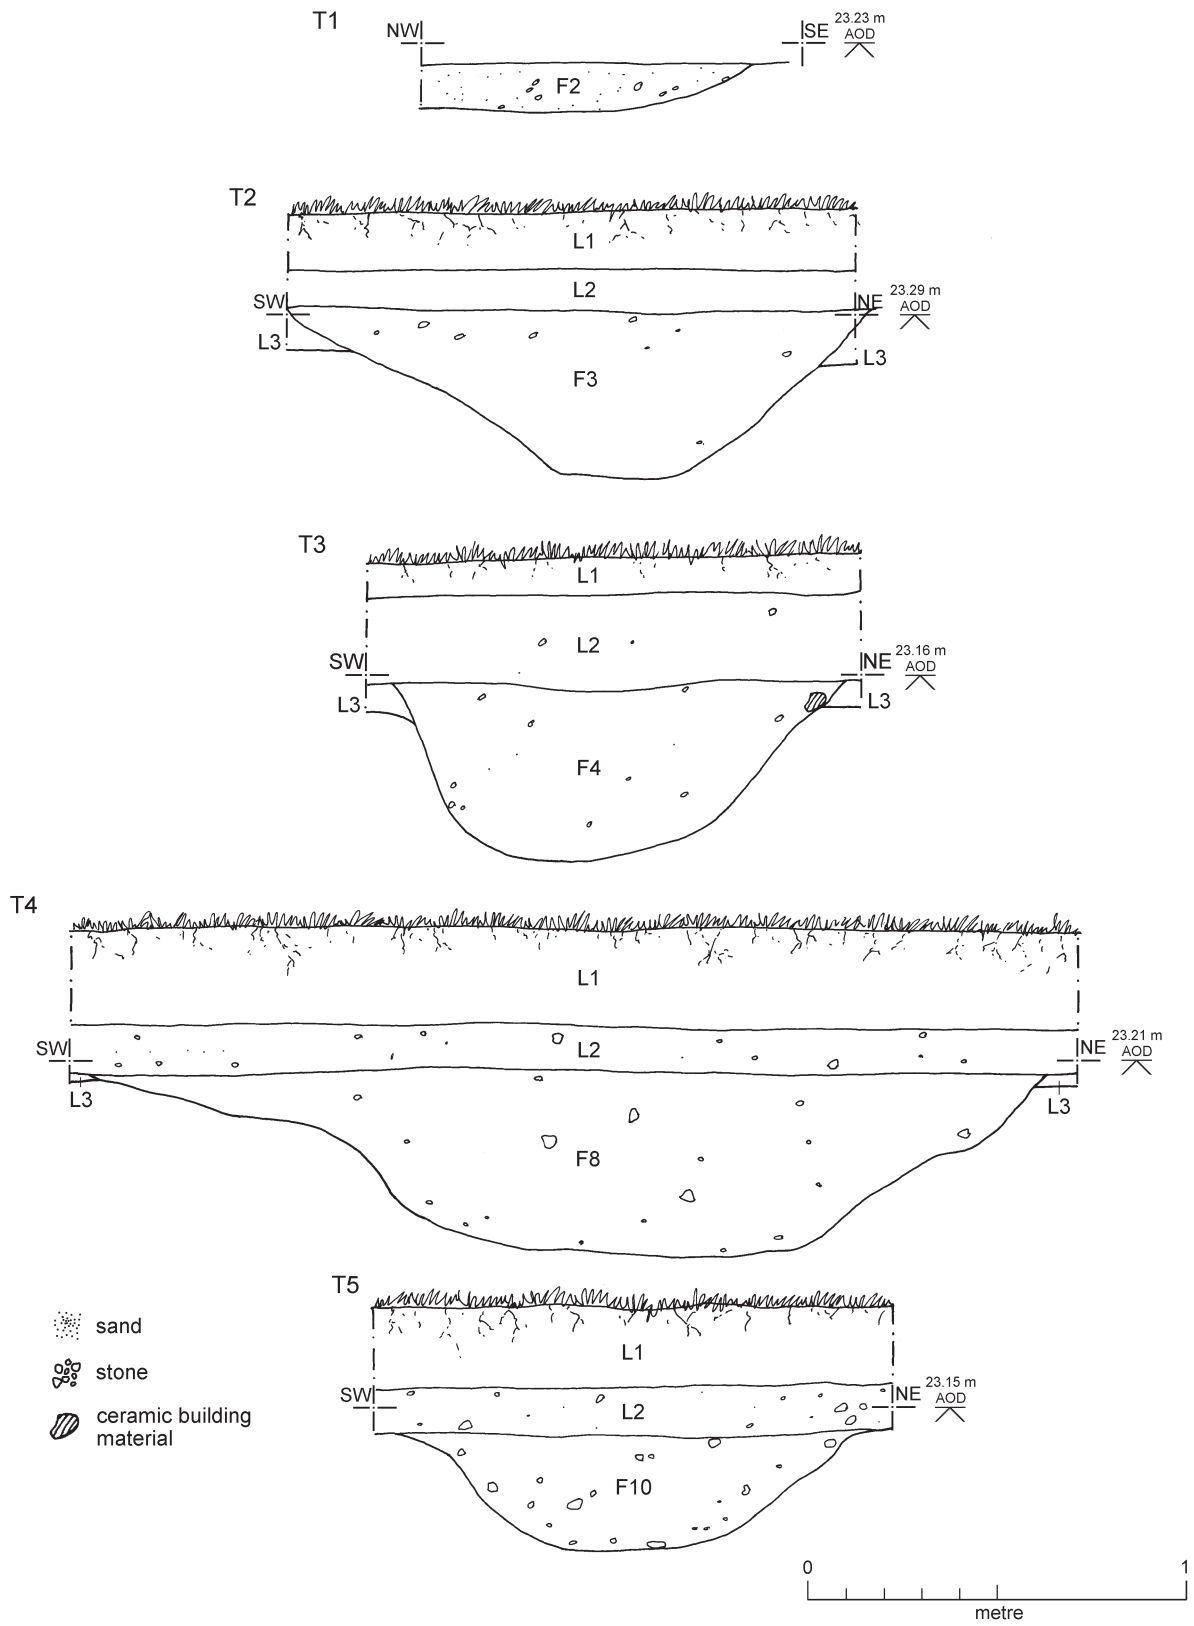 T1
NW
SE
23.23 m
AOD
F2
T2
L1
L2
SW
NE
23.29 m
AOD
L3
L3
F3
T3
L1
L2
SW
NE
23.16 m
AOD
L3
L3
F4
T4
L1
SW
L2
NE
23.21 m
AOD
L3
L3
F8
T5
L1
SW
NE
23.15 m
AOD
L2
F10
sand
stone
ceramic building
material
0 1
metre